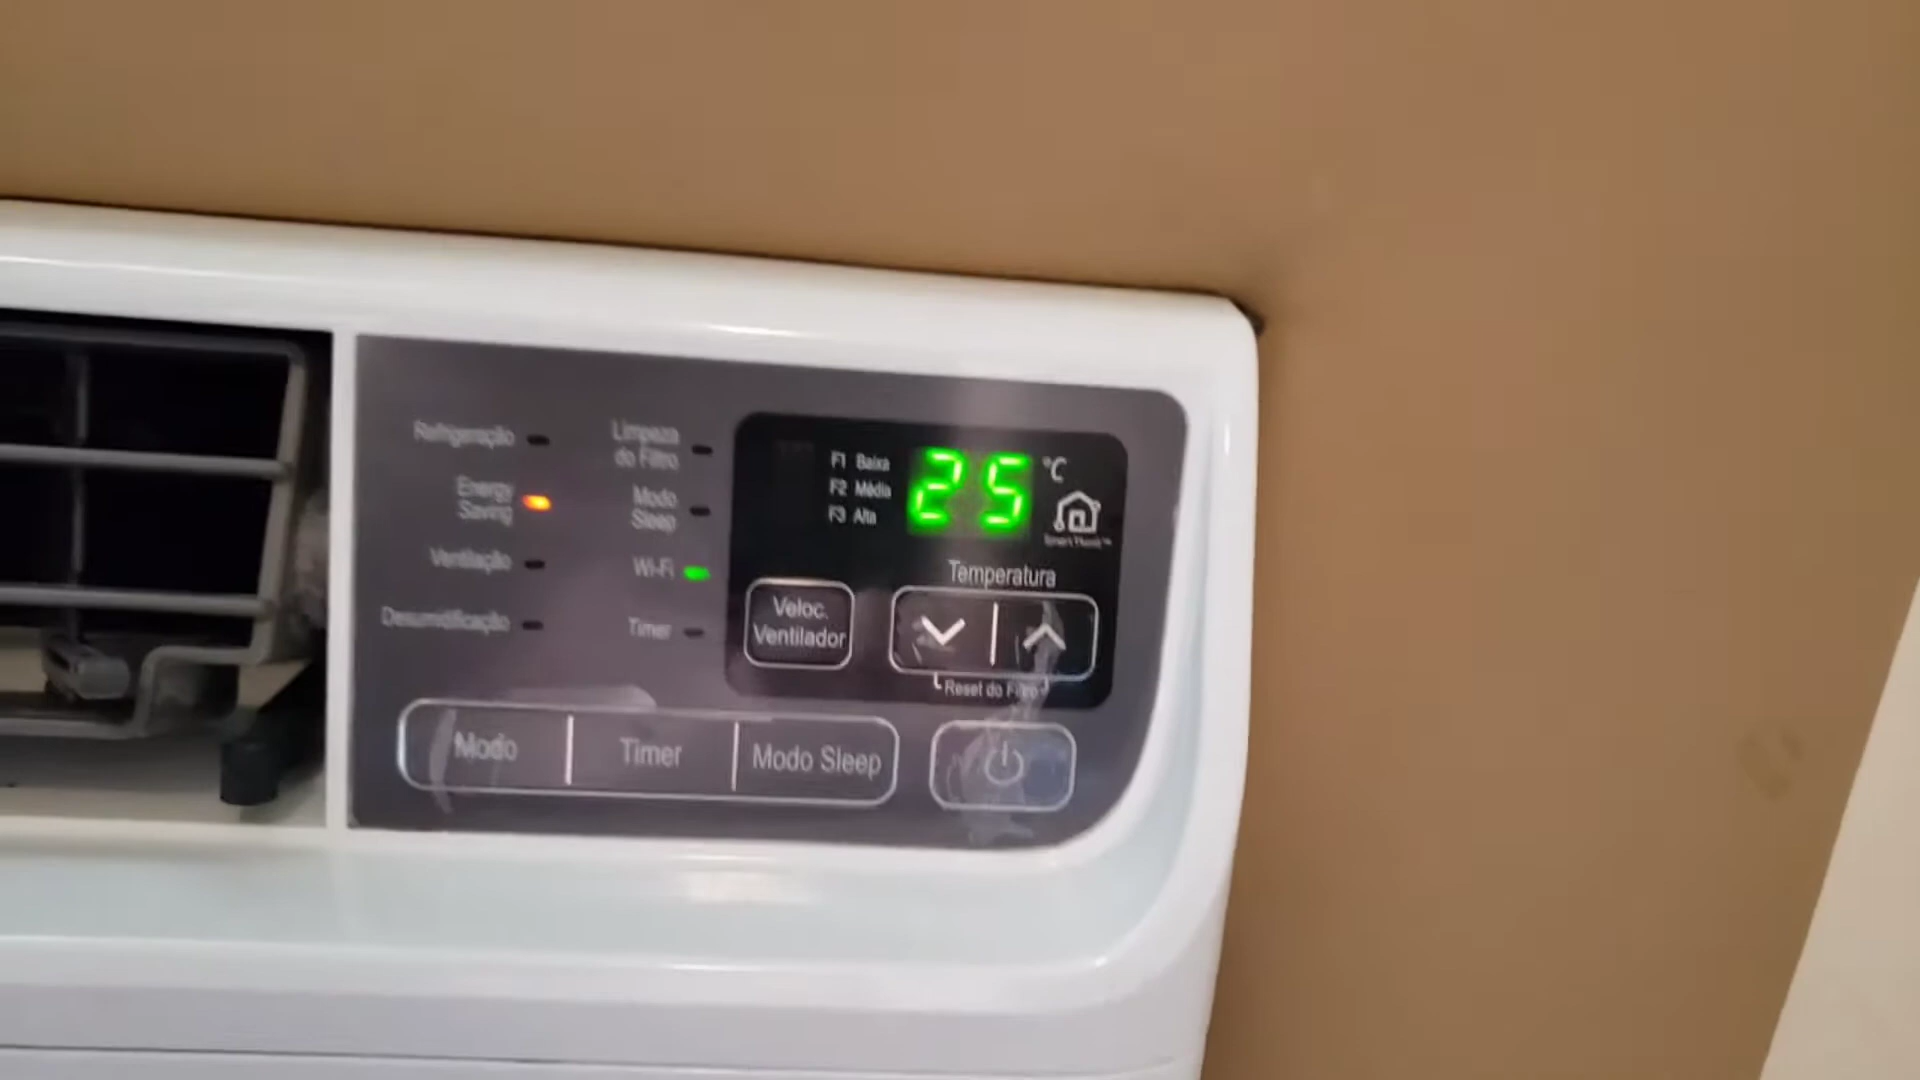 Refrigeração
Energy
Saving
Ventilação
Desumidificação
Limpeza
do Filtro
Modo
Sleep
Wi-Fi
Timer
F1 Baixa
F2 Média
F3 Alta
25
°C
SmartThinQ™
Temperatura
Veloc.
Ventilador
Reset do Filtro
Modo
Timer
Modo Sleep